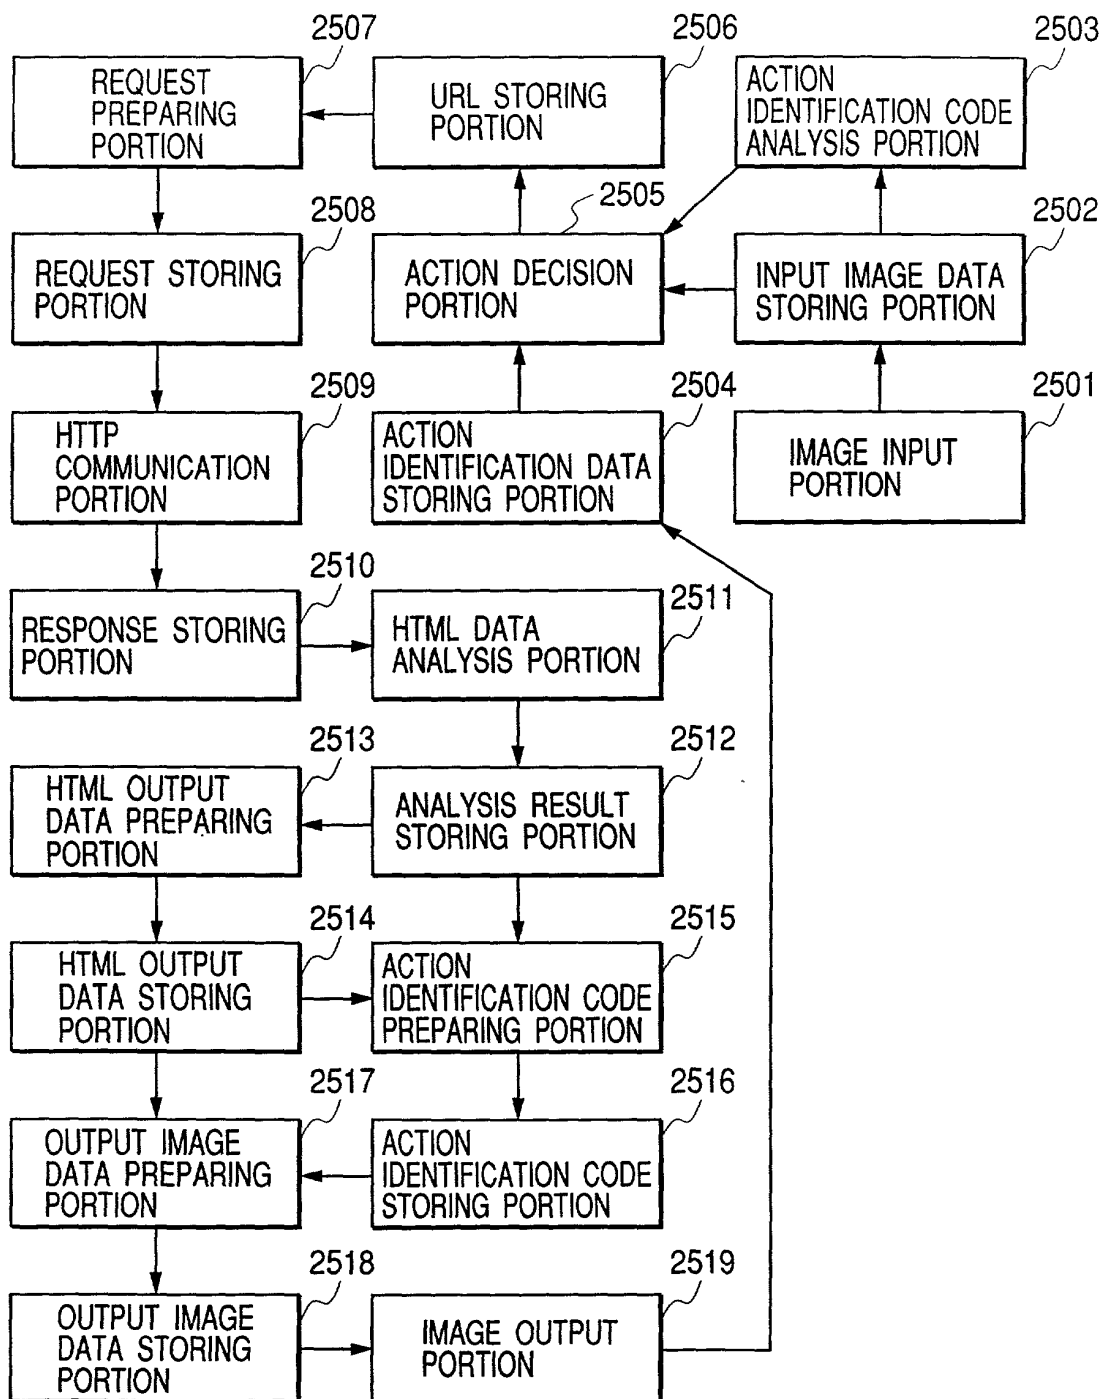 2507
REQUEST
PREPARING
PORTION
2506
URL STORING
PORTION
2503
ACTION
IDENTIFICATION CODE
ANALYSIS PORTION
2508
REQUEST STORING
PORTION
2505
ACTION DECISION
PORTION
2502
INPUT IMAGE DATA
STORING PORTION
2509
HTTP
COMMUNICATION
PORTION
2504
ACTION
IDENTIFICATION DATA
STORING PORTION
2501
IMAGE INPUT
PORTION
2510
RESPONSE STORING
PORTION
2511
HTML DATA
ANALYSIS PORTION
2513
HTML OUTPUT
DATA PREPARING
PORTION
2512
ANALYSIS RESULT
STORING PORTION
2514
HTML OUTPUT
DATA STORING
PORTION
2515
ACTION
IDENTIFICATION CODE
PREPARING PORTION
2517
OUTPUT IMAGE
DATA PREPARING
PORTION
2516
ACTION
IDENTIFICATION CODE
STORING PORTION
2518
OUTPUT IMAGE
DATA STORING
PORTION
2519
IMAGE OUTPUT
PORTION